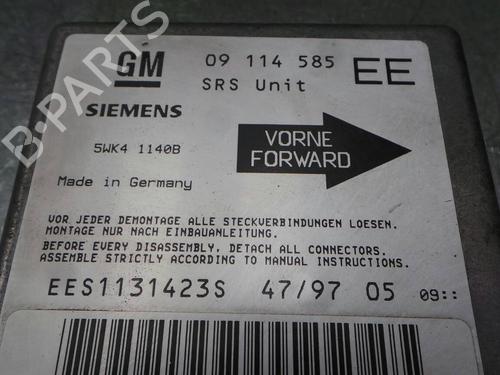 GM
09 114 585
EE
SRS Unit
SIEMENS
5WK4 1140B
VORNE
FORWARD
Made in Germany
VOR JEDER DEMONTAGE ALLE STECKVERBINDUNGEN LOESEN.
MONTAGE NUR NACH EINBAUANLEITUNG.
BEFORE EVERY DISASSEMBLY, DETACH ALL CONNECTORS.
ASSEMBLE STRICTLY ACCORDING TO MANUAL INSTRUCTIONS.
EES1131423S 47/97 05 09::
B-PARTS